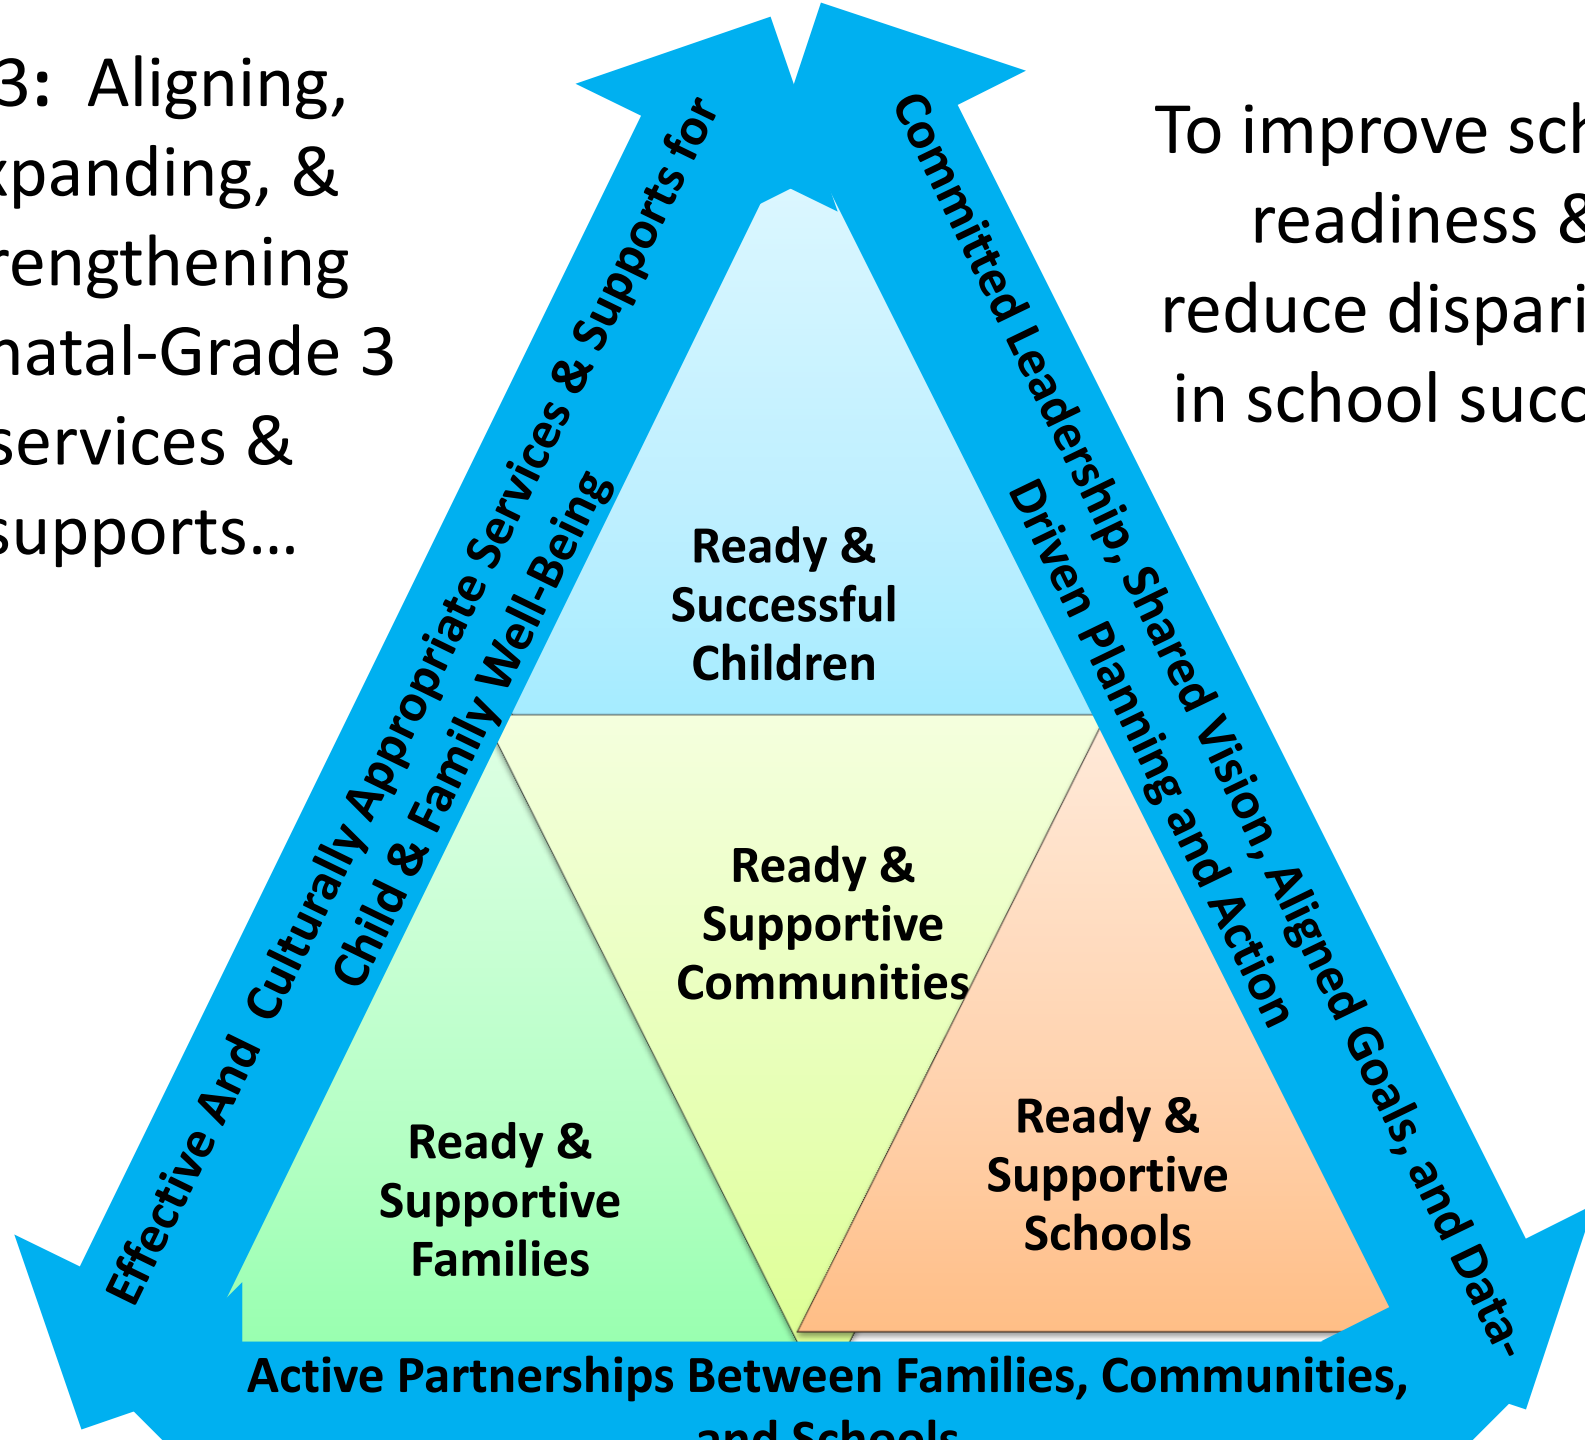 3: Aligning,
xpanding, &
rengthening
natal-Grade 3
services &
supports…
To improve sch
readiness &
reduce dispari
in school succ
Effective And Culturally Appropriate Services & Supports for
Child & Family Well-Being
Committed Leadership, Shared Vision, Aligned Goals, and Data-
Driven Planning and Action
Ready &
Successful
Children
Ready &
Supportive
Communities
Ready &
Supportive
Families
Ready &
Supportive
Schools
Active Partnerships Between Families, Communities,
and Schools